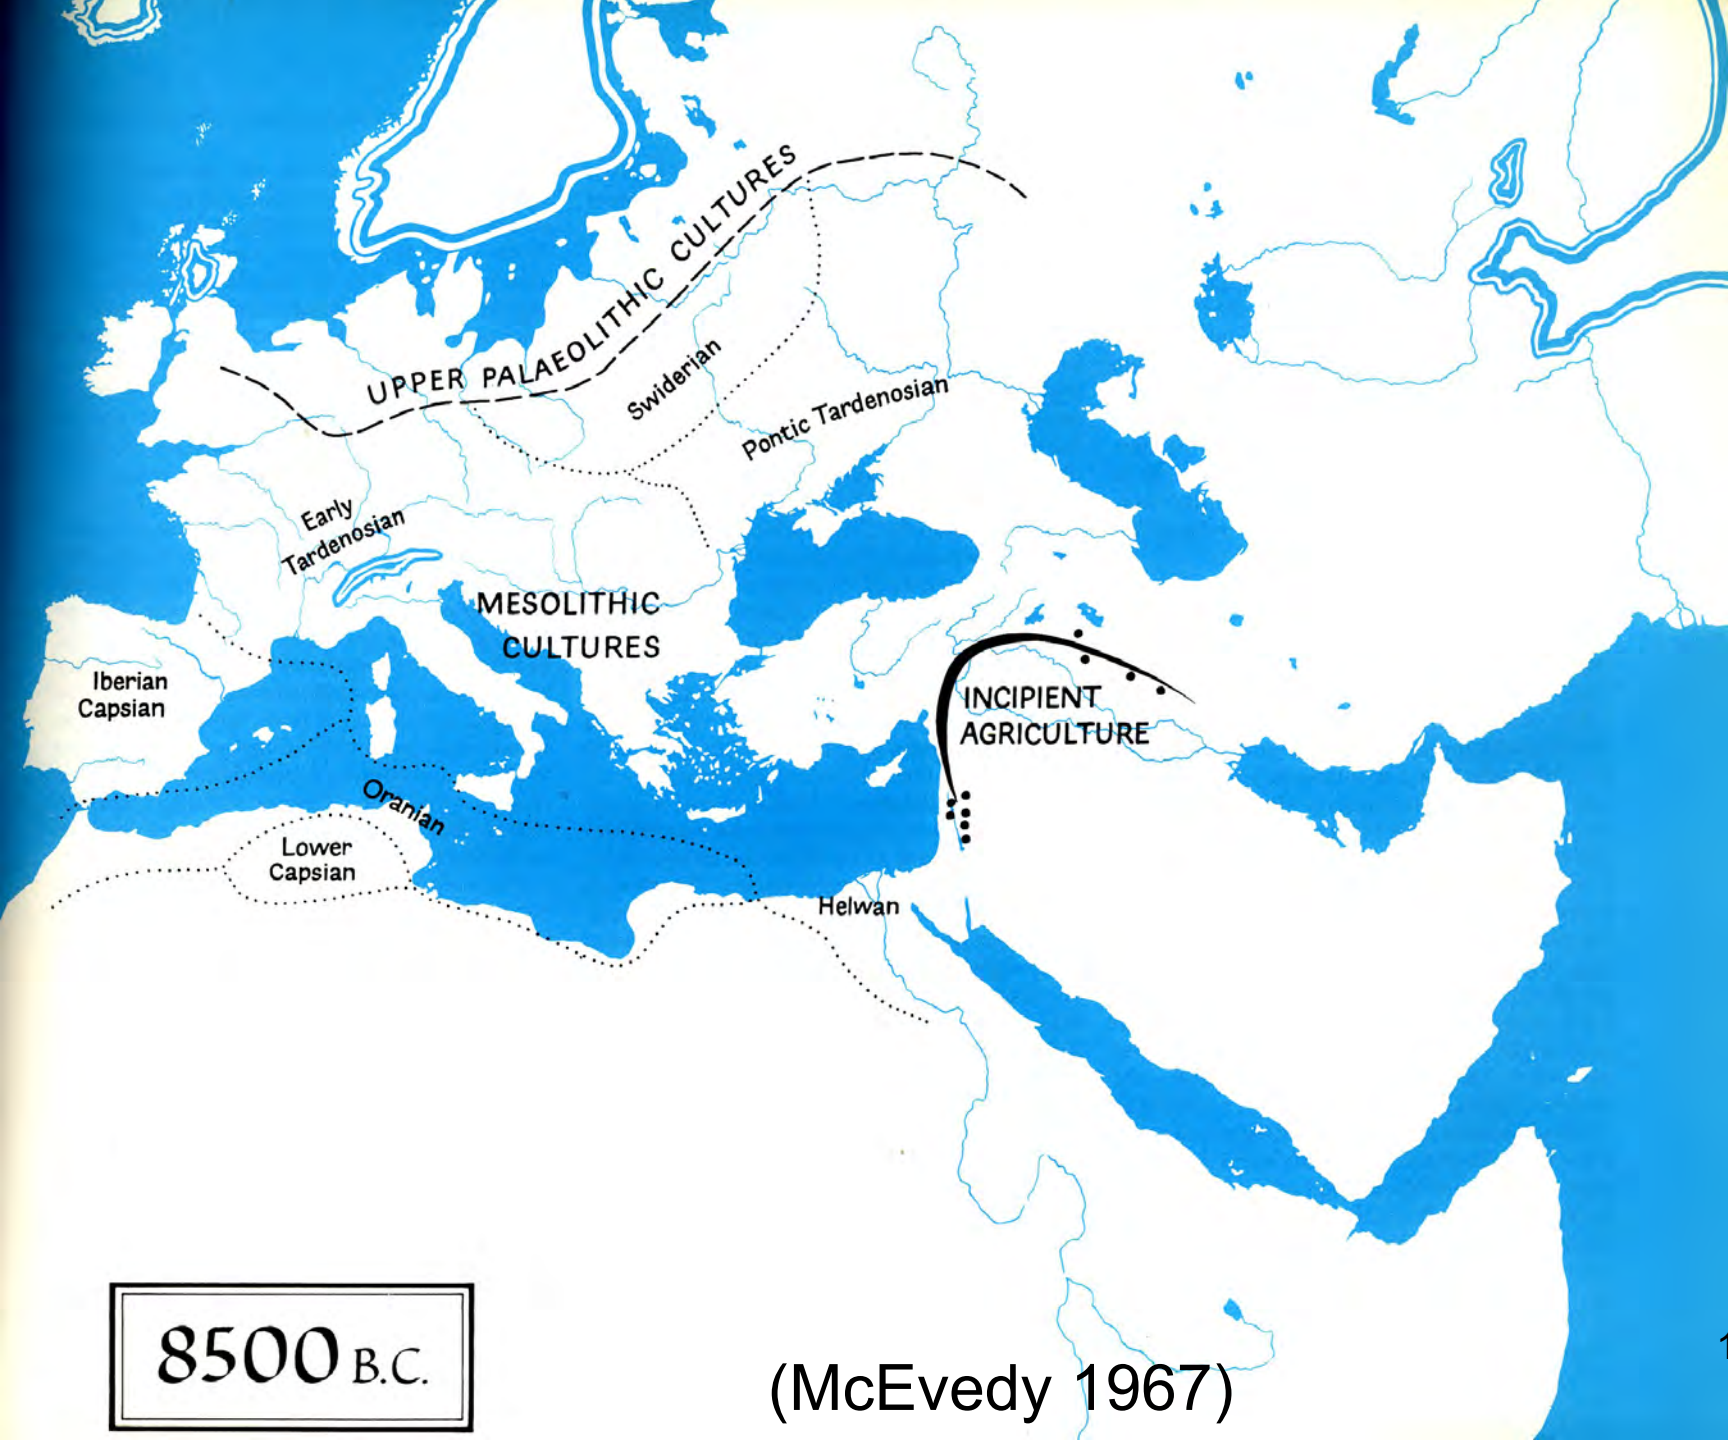 UPPER PALAEOLITHIC CULTURES
Swiderian
Pontic Tardenosian
Early
Tardenosian
MESOLITHIC
CULTURES
Iberian
Capsian
INCIPIENT
AGRICULTURE
Oranian
Lower
Capsian
Helwan
8500 B.C.
(McEvedy 1967)
1